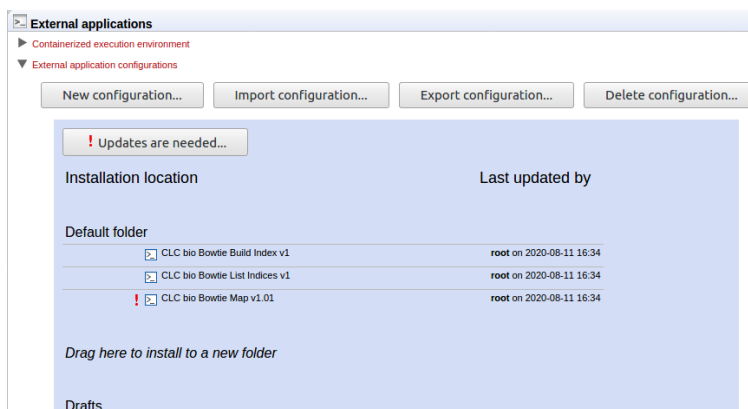 External applications
Containerized execution environment
External application configurations
New configuration... Import configuration... Export configuration... Delete configuration...
! Updates are needed...
Installation location Last updated by
Default folder
CLC bio Bowtie Build Index v1 root on 2020-08-11 16:34
CLC bio Bowtie List Indices v1 root on 2020-08-11 16:34
! CLC bio Bowtie Map v1.01 root on 2020-08-11 16:34
Drag here to install to a new folder
Drafts